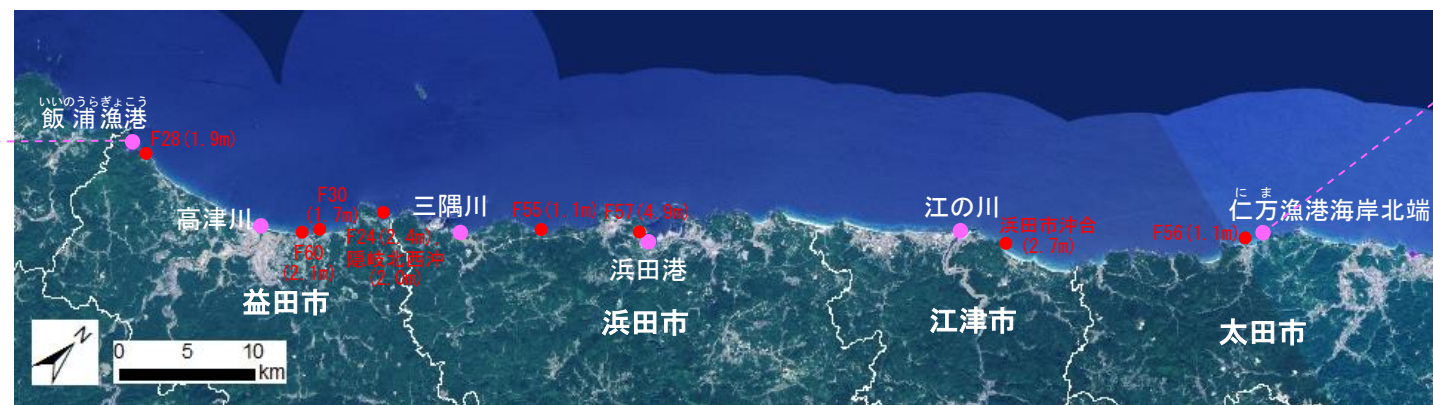 いいのうらぎょこう
飯浦漁港
F28(1.9m)
高津川
F30
(1.7m)
F60
(2.1m)
F24(2.4m),
隠岐北西沖
(2.0m)
益田市
三隅川
F55(1.1m)
F57(4.9m)
浜田港
浜田市
江の川
浜田市沖合
(2.7m)
江津市
にま
仁万漁港海岸北端
F56(1.1m)
太田市
N
0 5 10
km